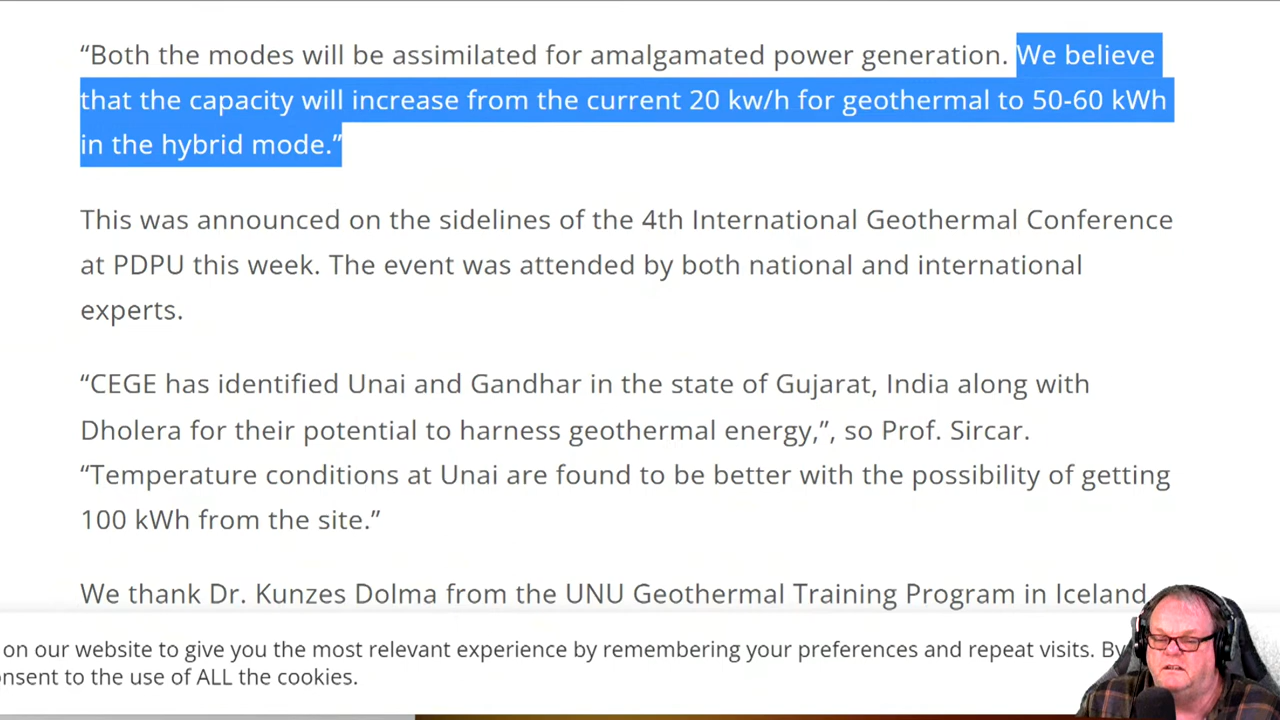 “Both the modes will be assimilated for amalgamated power generation. We believe
that the capacity will increase from the current 20 kw/h for geothermal to 50-60 kWh
in the hybrid mode.”
This was announced on the sidelines of the 4th International Geothermal Conference
at PDPU this week. The event was attended by both national and international
experts.
“CEGE has identified Unai and Gandhar in the state of Gujarat, India along with
Dholera for their potential to harness geothermal energy,”, so Prof. Sircar.
“Temperature conditions at Unai are found to be better with the possibility of getting
100 kWh from the site.”
We thank Dr. Kunzes Dolma from the UNU Geothermal Training Program in Iceland
on our website to give you the most relevant experience by remembering your preferences and repeat visits. By
to the use of ALL the cookies.